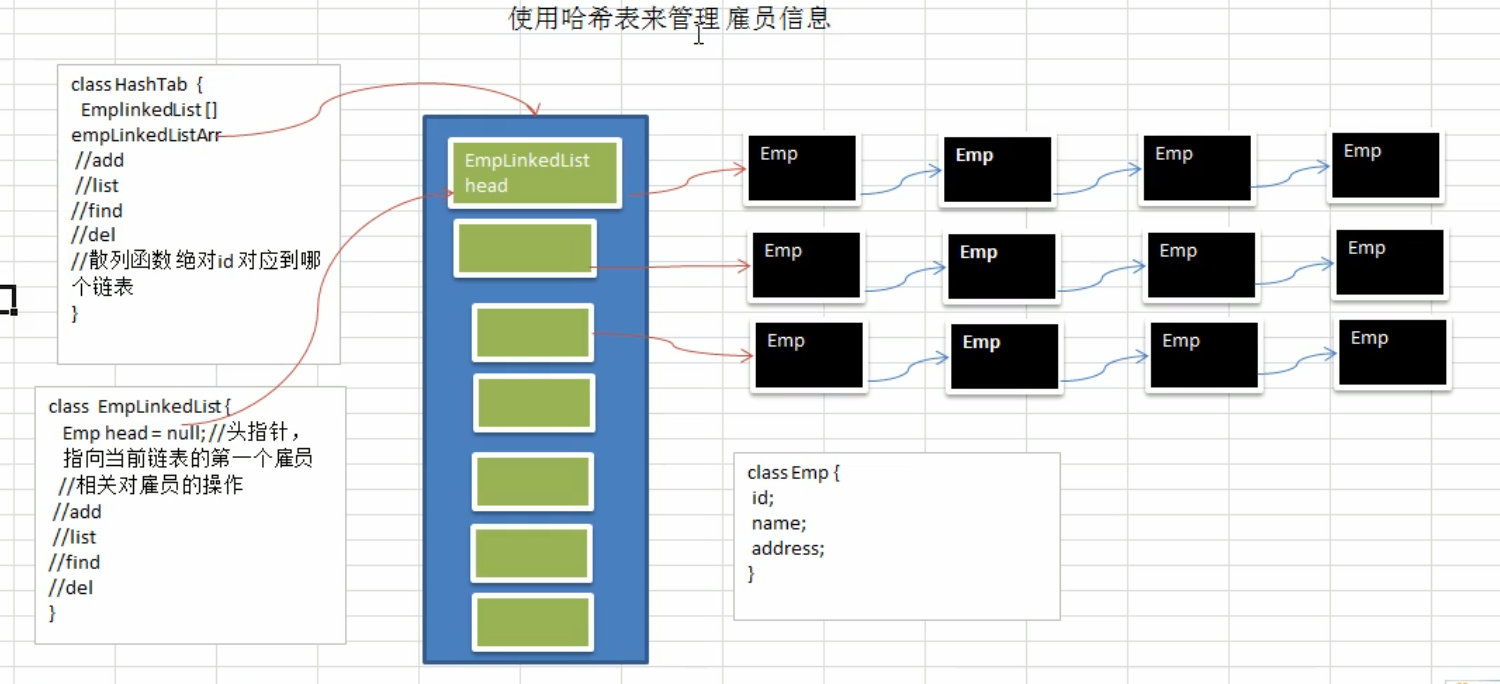 使用哈希表来管理 雇员信息
class HashTab {
EmplinkedList []
empLinkedListArr
//add
//list
//find
//del
//散列函数 绝对id 对应到哪
个链表
}
class EmpLinkedList {
Emp head = null; //头指针，
指向当前链表的第一个雇员
//相关对雇员的操作
//add
//list
//find
//del
}
EmpLinkedList
head
Emp
Emp
Emp
Emp
Emp
Emp
Emp
Emp
Emp
Emp
Emp
Emp
class Emp {
id;
name;
address;
}